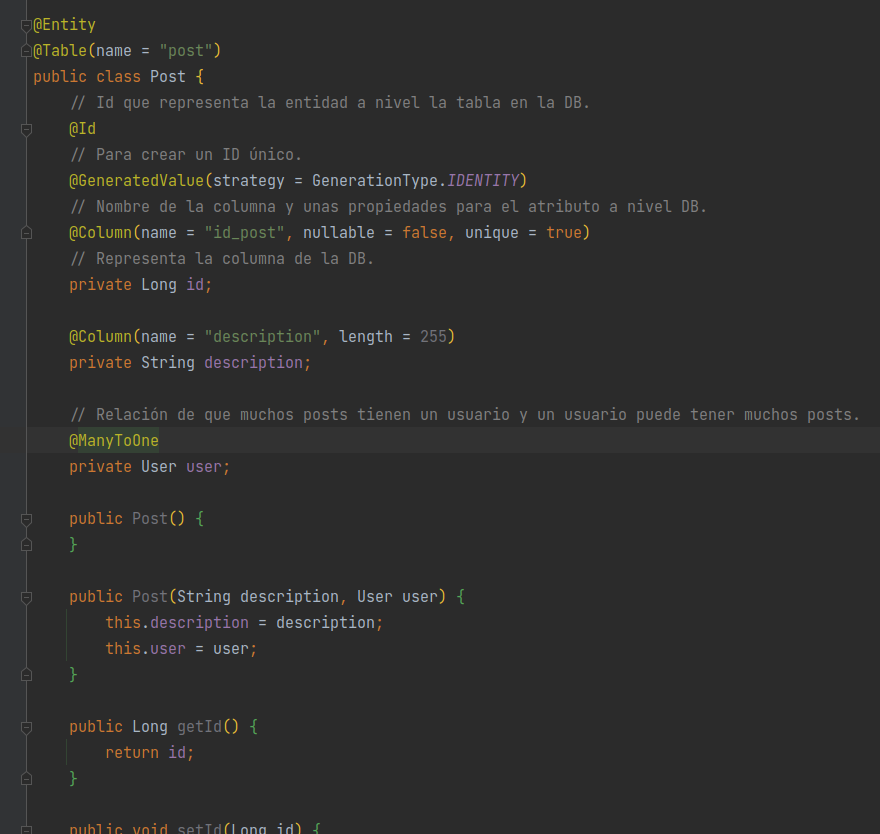 @Entity
@Table(name = "post")
public class Post {
// Id que representa la entidad a nivel la tabla en la DB.
@Id
// Para crear un ID único.
@GeneratedValue(strategy = GenerationType.IDENTITY)
// Nombre de la columna y unas propiedades para el atributo a nivel DB.
@Column(name = "id_post", nullable = false, unique = true)
// Representa la columna de la DB.
private Long id;
@Column(name = "description", length = 255)
private String description;
// Relación de que muchos posts tienen un usuario y un usuario puede tener muchos posts.
@ManyToOne
private User user;
public Post() {
}
public Post(String description, User user) {
this.description = description;
this.user = user;
}
public Long getId() {
return id;
}
public void setId(Long id) {